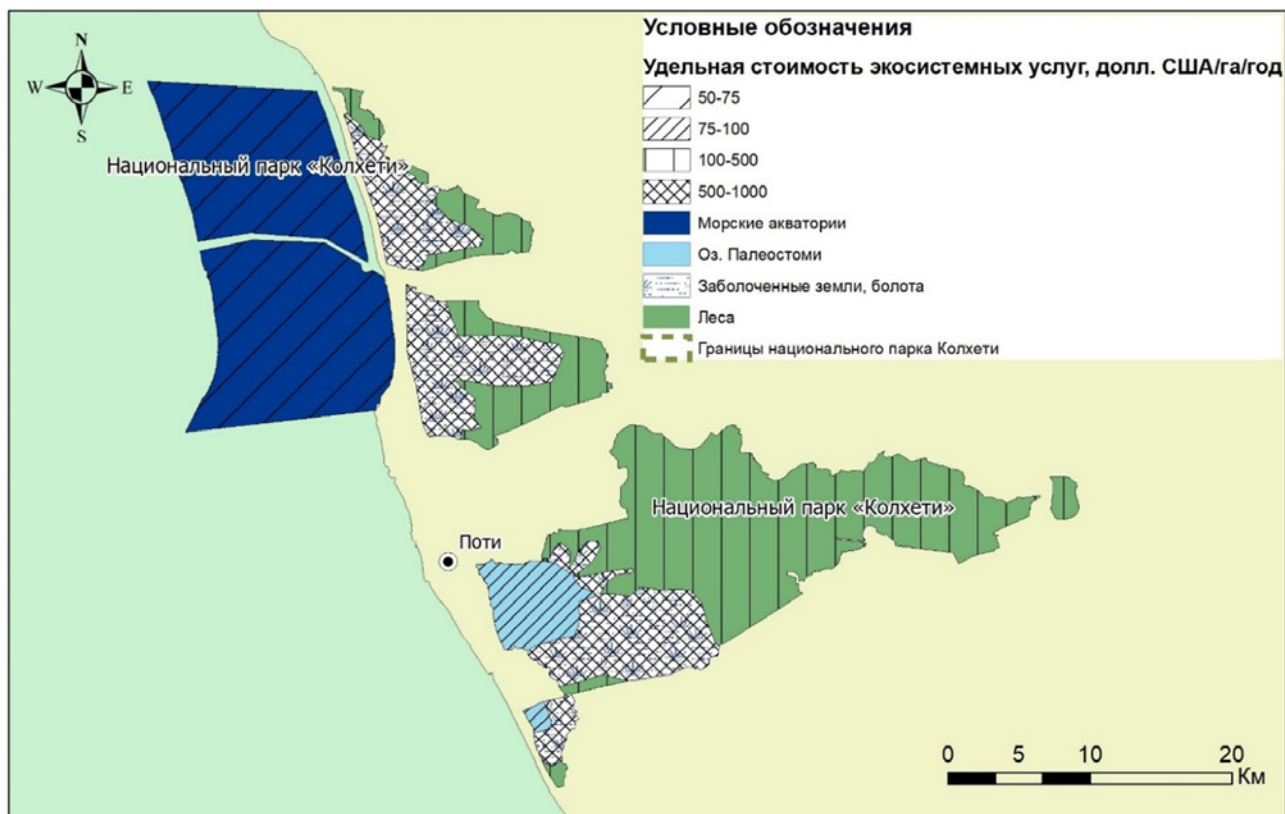 Условные обозначения
Удельная стоимость экосистемных услуг, долл. США/га/год
50-75
75-100
100-500
500-1000
Морские акватории
Оз. Палеостоми
Заболоченные земли, болота
Леса
Границы национального парка Колхети
N
W E
S
Национальный парк «Колхети»
Национальный парк «Колхети»
Поти
0 5 10 20
Км